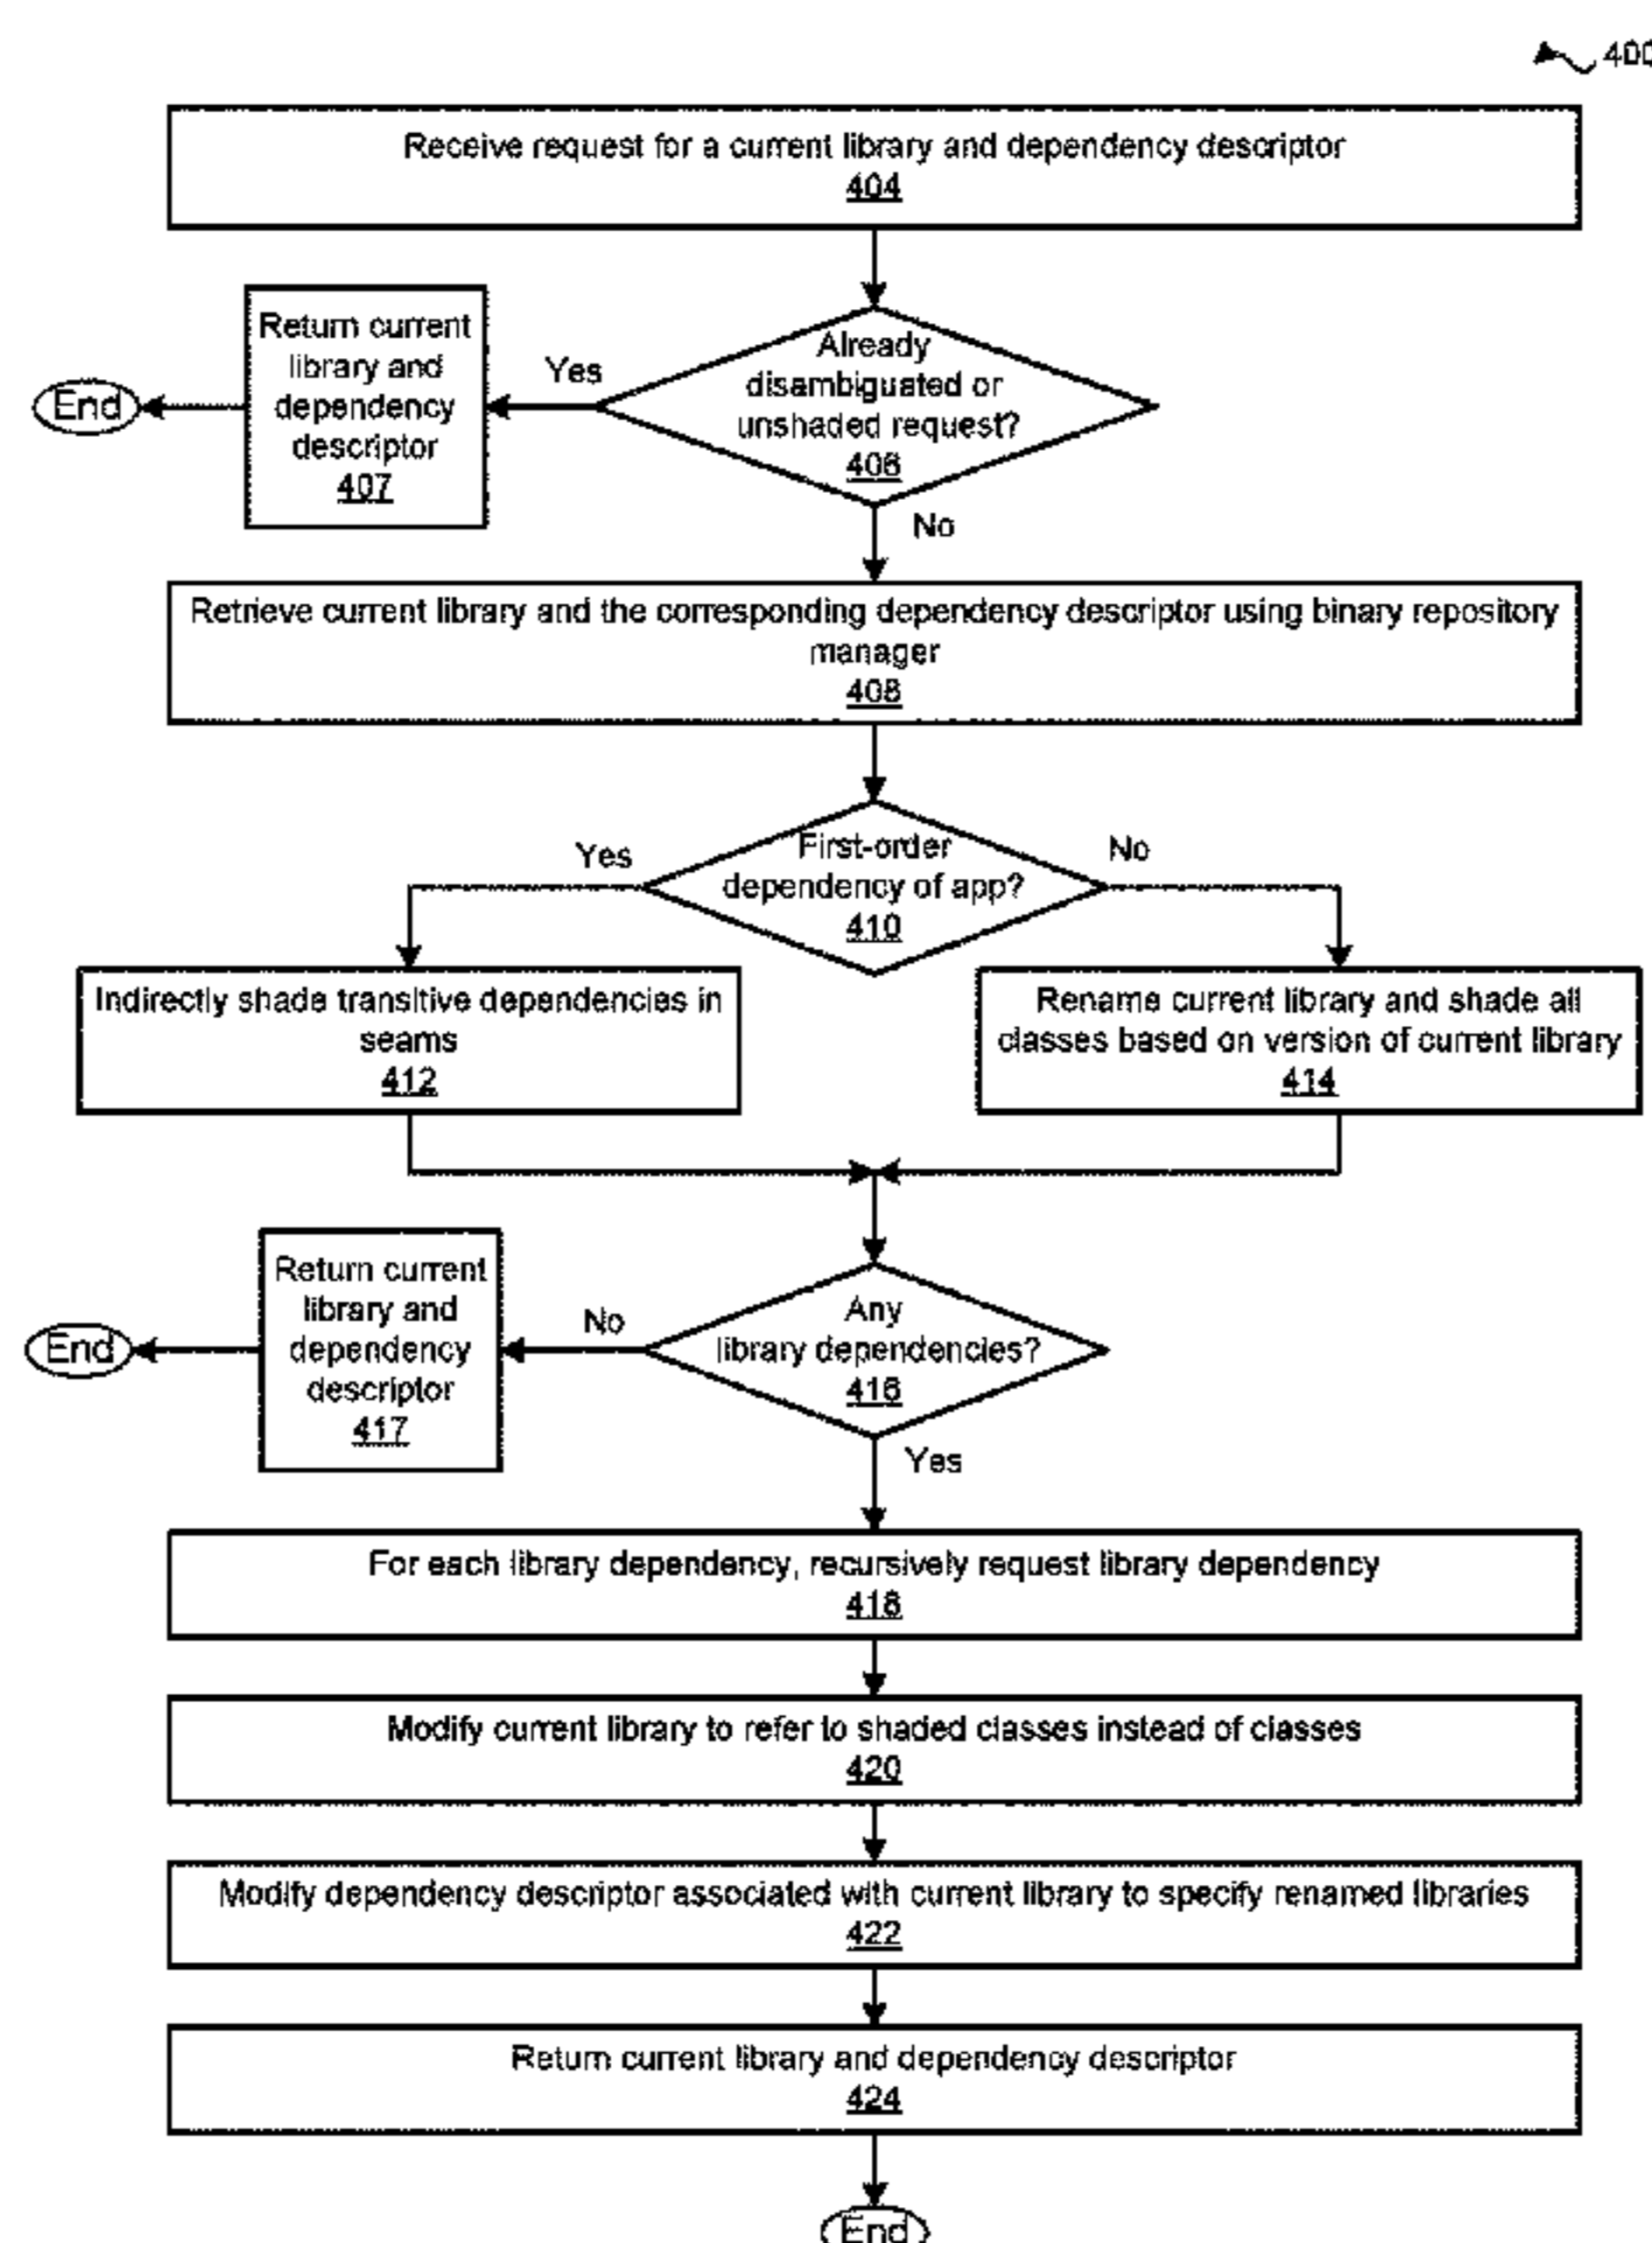 400
Receive request for a current library and dependency descriptor
404
Already
disambiguated or
unshaded request?
406
Yes
Return current
library and
dependency
descriptor
407
End
No
Retrieve current library and the corresponding dependency descriptor using binary repository
manager
408
First-order
dependency of app?
410
Yes
No
Indirectly shade transitive dependencies in
seams
412
Rename current library and shade all
classes based on version of current library
414
Any
library dependencies?
416
No
Return current
library and
dependency
descriptor
417
End
Yes
For each library dependency, recursively request library dependency
418
Modify current library to refer to shaded classes instead of classes
420
Modify dependency descriptor associated with current library to specify renamed libraries
422
Return current library and dependency descriptor
424
End